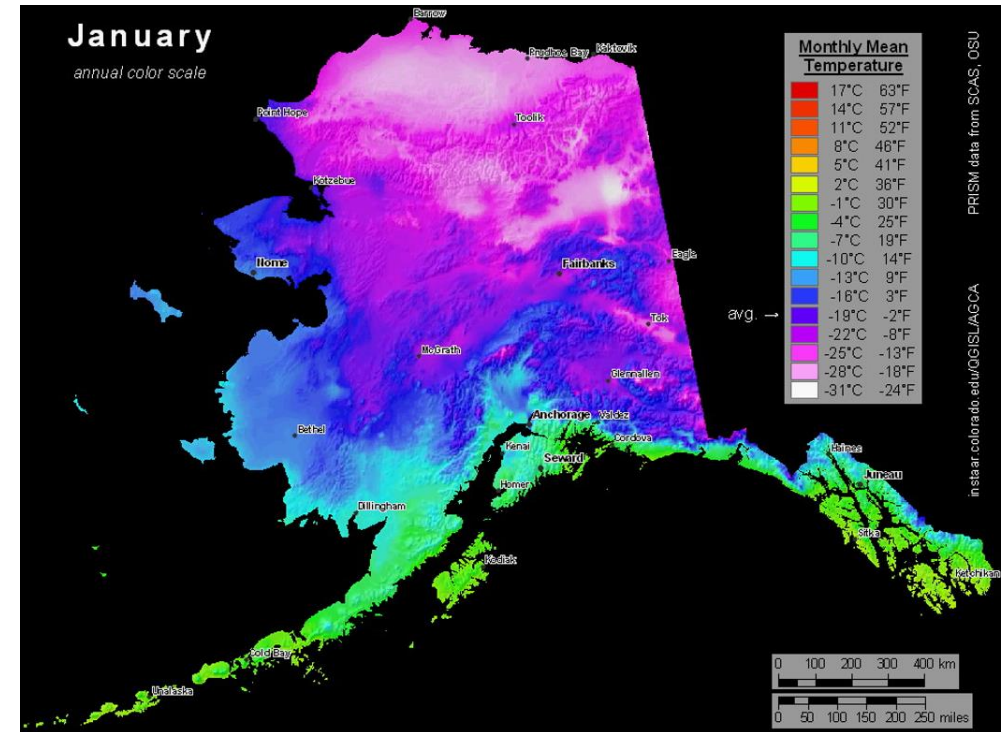 January
annual color scale
Barrow
Prudhoe Bay
Kaktovik
Point Hope
Toolik
Kotzebue
Nome
Fairbanks
Eagle
Tok
McGrath
Glennallen
Bethel
Anchorage
Valdez
Kenai
Cordova
Seward
Homer
Dillingham
Haines
Juneau
Sitka
Ketchikan
Kodiak
Cold Bay
Unalaska
Monthly Mean
Temperature
17°C 63°F
14°C 57°F
11°C 52°F
8°C 46°F
5°C 41°F
2°C 36°F
-1°C 30°F
-4°C 25°F
-7°C 19°F
-10°C 14°F
-13°C 9°F
-16°C 3°F
avg. → -19°C -2°F
-22°C -8°F
-25°C -13°F
-28°C -18°F
-31°C -24°F
PRISM data from SCAS, OSU
instaar.colorado.edu/QGISL/AGCA
0 100 200 300 400 km
0 50 100 150 200 250 miles